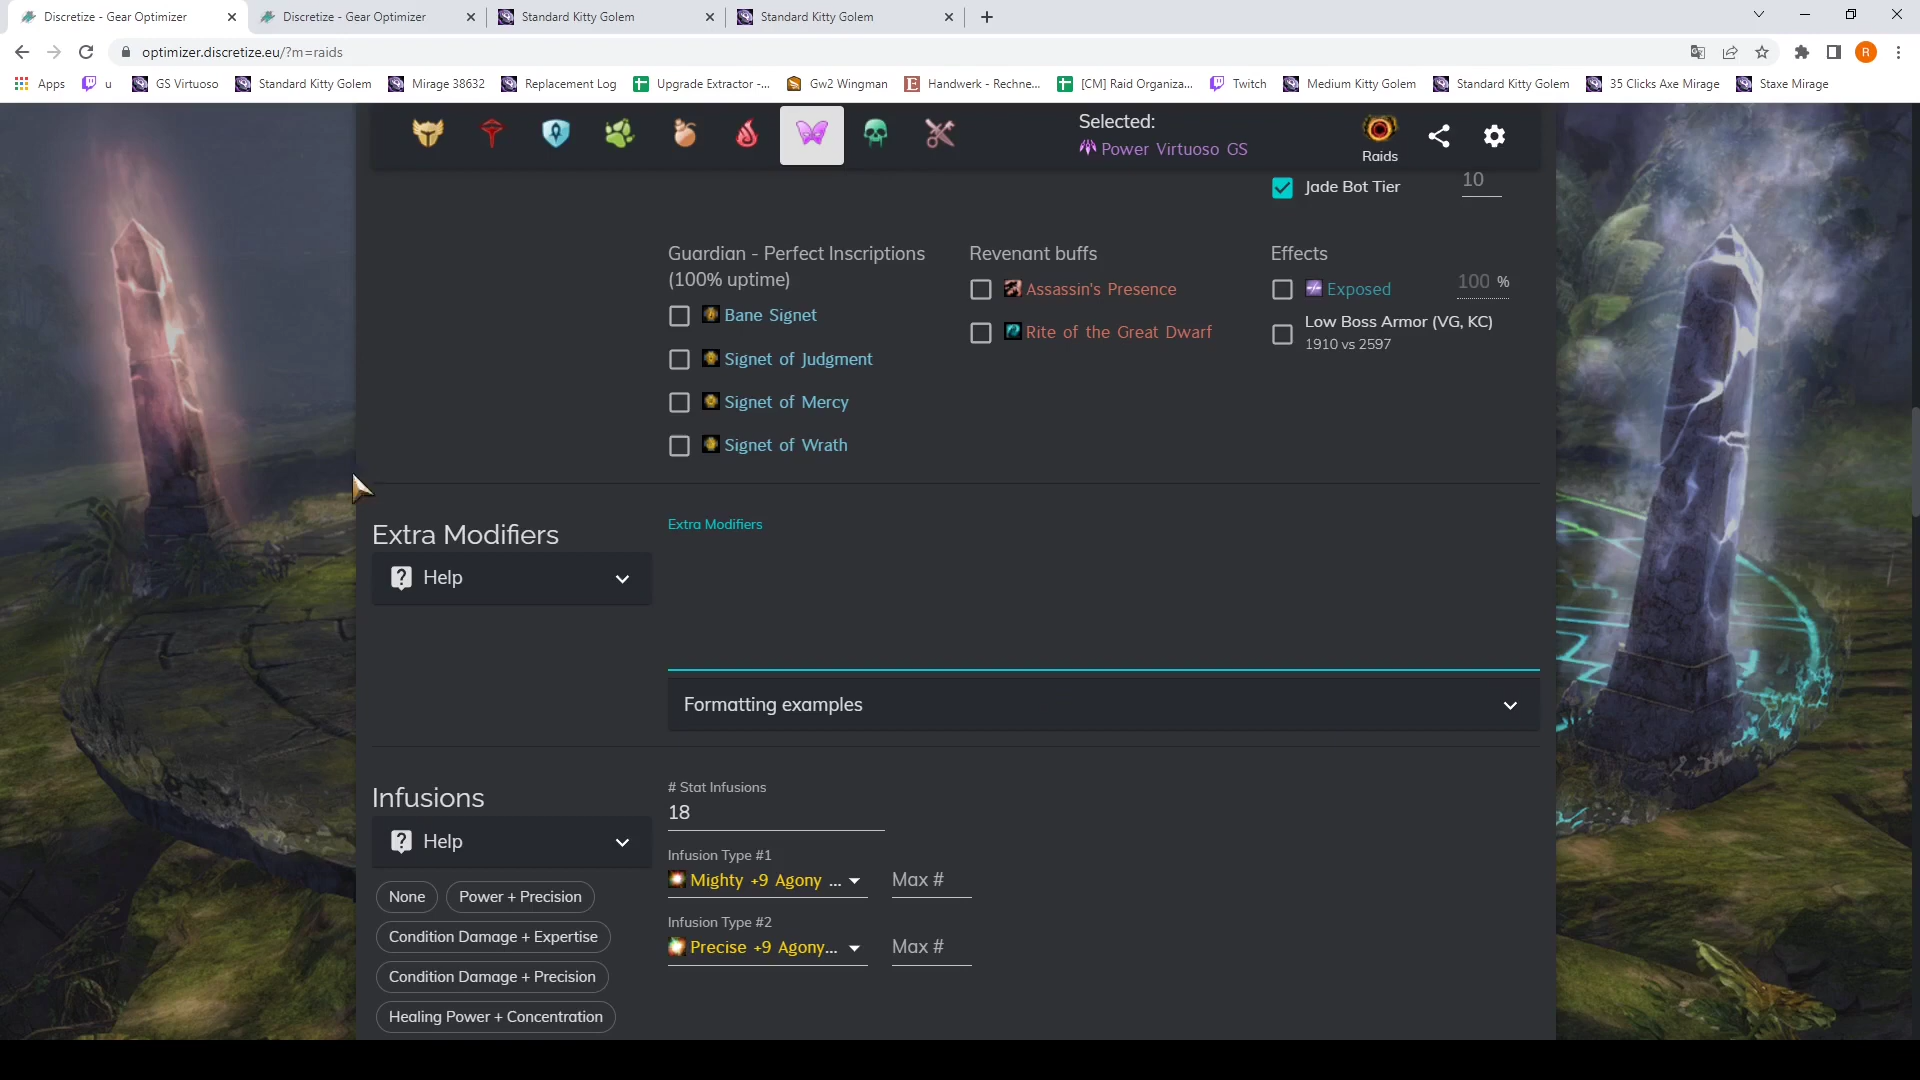 Discretize - Gear Optimizer
Discretize - Gear Optimizer
Standard Kitty Golem
Standard Kitty Golem
optimizer.discretize.eu/?m=raids
R
Apps
u
GS Virtuoso
Standard Kitty Golem
Mirage 38632
Replacement Log
Upgrade Extractor -...
Gw2 Wingman
Handwerk - Rechne...
[CM] Raid Organiza...
Twitch
Medium Kitty Golem
Standard Kitty Golem
35 Clicks Axe Mirage
Staxe Mirage
Selected:
Power Virtuoso GS
Raids
Jade Bot Tier
10
Guardian - Perfect Inscriptions
(100% uptime)
Bane Signet
Signet of Judgment
Signet of Mercy
Signet of Wrath
Revenant buffs
Assassin's Presence
Rite of the Great Dwarf
Effects
Exposed
100 %
Low Boss Armor (VG, KC)
1910 vs 2597
Extra Modifiers
Help
Extra Modifiers
Formatting examples
Infusions
Help
None
Power + Precision
Condition Damage + Expertise
Condition Damage + Precision
Healing Power + Concentration
# Stat Infusions
18
Infusion Type #1
Mighty +9 Agony ...
Max #
Infusion Type #2
Precise +9 Agony...
Max #